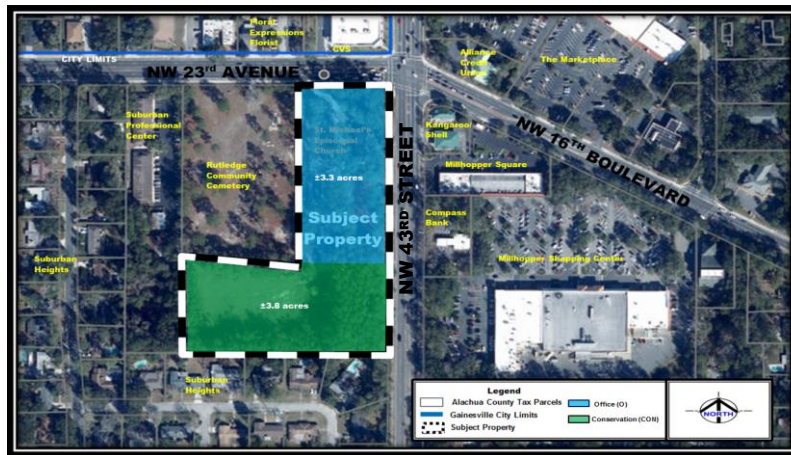 Floral
Expressions
Florist
CVS
CITY LIMITS
NW 23rd AVENUE
Alliance
Credit
Union
The Marketplace
Suburban
Professional
Center
St. Michael's
Episcopal
Church
Kangaroo/
Shell
NW 16TH BOULEVARD
Rutledge
Community
Cemetery
±3.3 acres
NW 43RD STREET
Millhopper Square
Subject
Property
Compass
Bank
Suburban
Heights
Millhopper Shopping Center
±3.8 acres
Suburban
Heights
Legend
Alachua County Tax Parcels
Gainesville City Limits
Subject Property
Office (O)
Conservation (CON)
NORTH